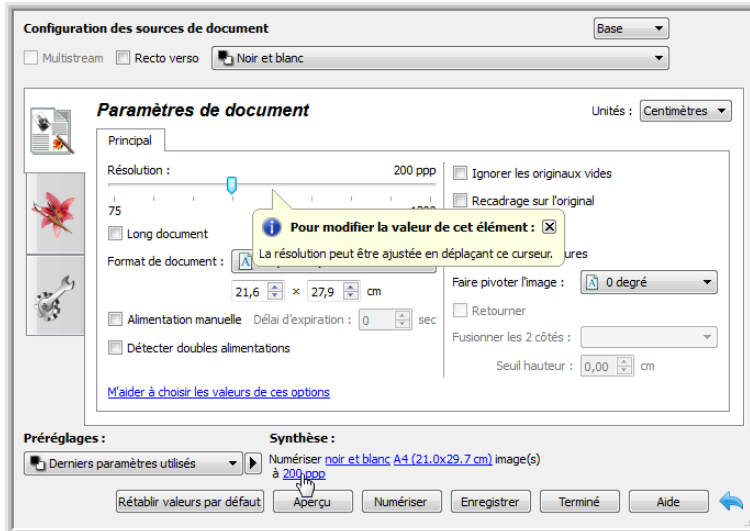 Configuration des sources de document
Base
Multistream
Recto verso
Noir et blanc
Paramètres de document
Unités :
Centimètres
Principal
Résolution :
200 ppp
75
Ignorer les originaux vides
Recadrage sur l'original
Pour modifier la valeur de cet élément :
La résolution peut être ajustée en déplaçant ce curseur.
Long document
Format de document :
21,6 × 27,9 cm
Alimentation manuelle
Délai d'expiration : 0 sec
Détecter doubles alimentations
Faire pivoter l'image :
0 degré
Retourner
Fusionner les 2 côtés :
Seuil hauteur : 0,00 cm
M'aider à choisir les valeurs de ces options
Préréglages :
Derniers paramètres utilisés
Synthèse :
Numériser noir et blanc A4 (21.0x29.7 cm) image(s)
à 200 ppp
Rétablir valeurs par défaut
Aperçu
Numériser
Enregistrer
Terminé
Aide